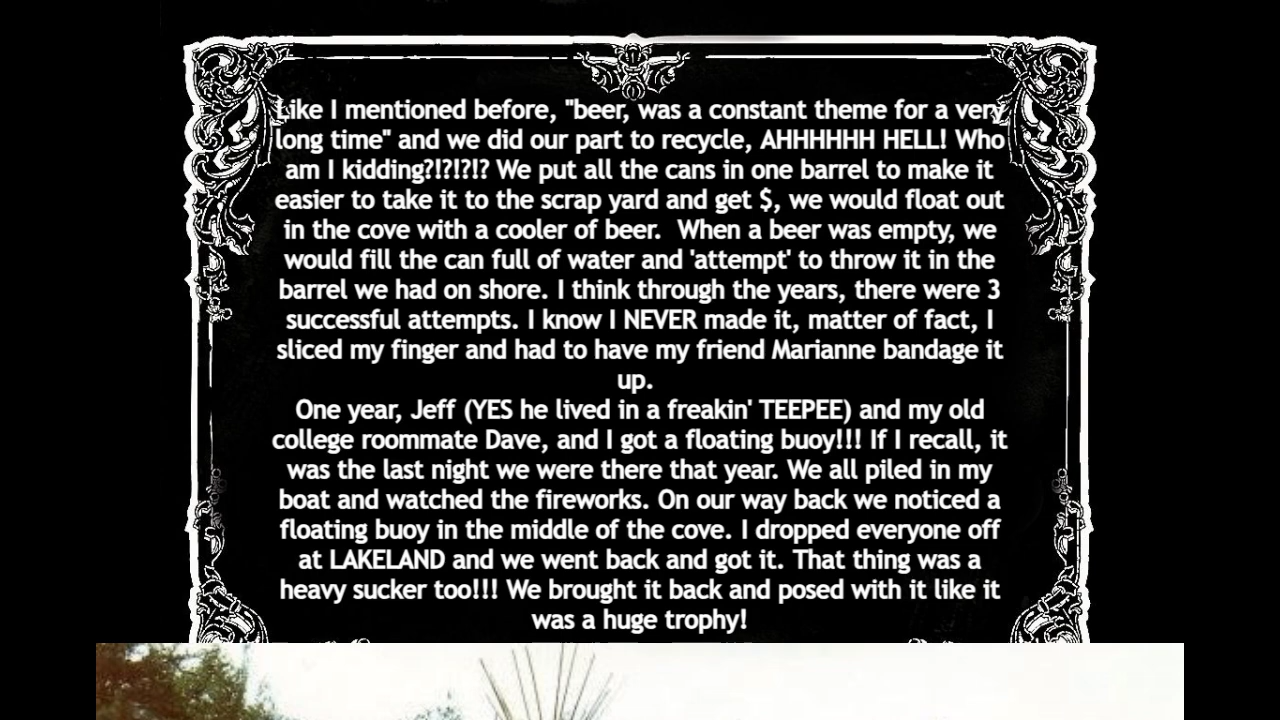 Like I mentioned before, "beer, was a constant theme for a very
long time" and we did our part to recycle, AHHHHHH HELL! Who
am I kidding?!?!?!? We put all the cans in one barrel to make it
easier to take it to the scrap yard and get $, we would float out
in the cove with a cooler of beer.  When a beer was empty, we
would fill the can full of water and 'attempt' to throw it in the
barrel we had on shore. I think through the years, there were 3
successful attempts. I know I NEVER made it, matter of fact, I
sliced my finger and had to have my friend Marianne bandage it
up.
One year, Jeff (YES he lived in a freakin' TEEPEE) and my old
college roommate Dave, and I got a floating buoy!!! If I recall, it
was the last night we were there that year. We all piled in my
boat and watched the fireworks. On our way back we noticed a
floating buoy in the middle of the cove. I dropped everyone off
at LAKELAND and we went back and got it. That thing was a
heavy sucker too!!! We brought it back and posed with it like it
was a huge trophy!